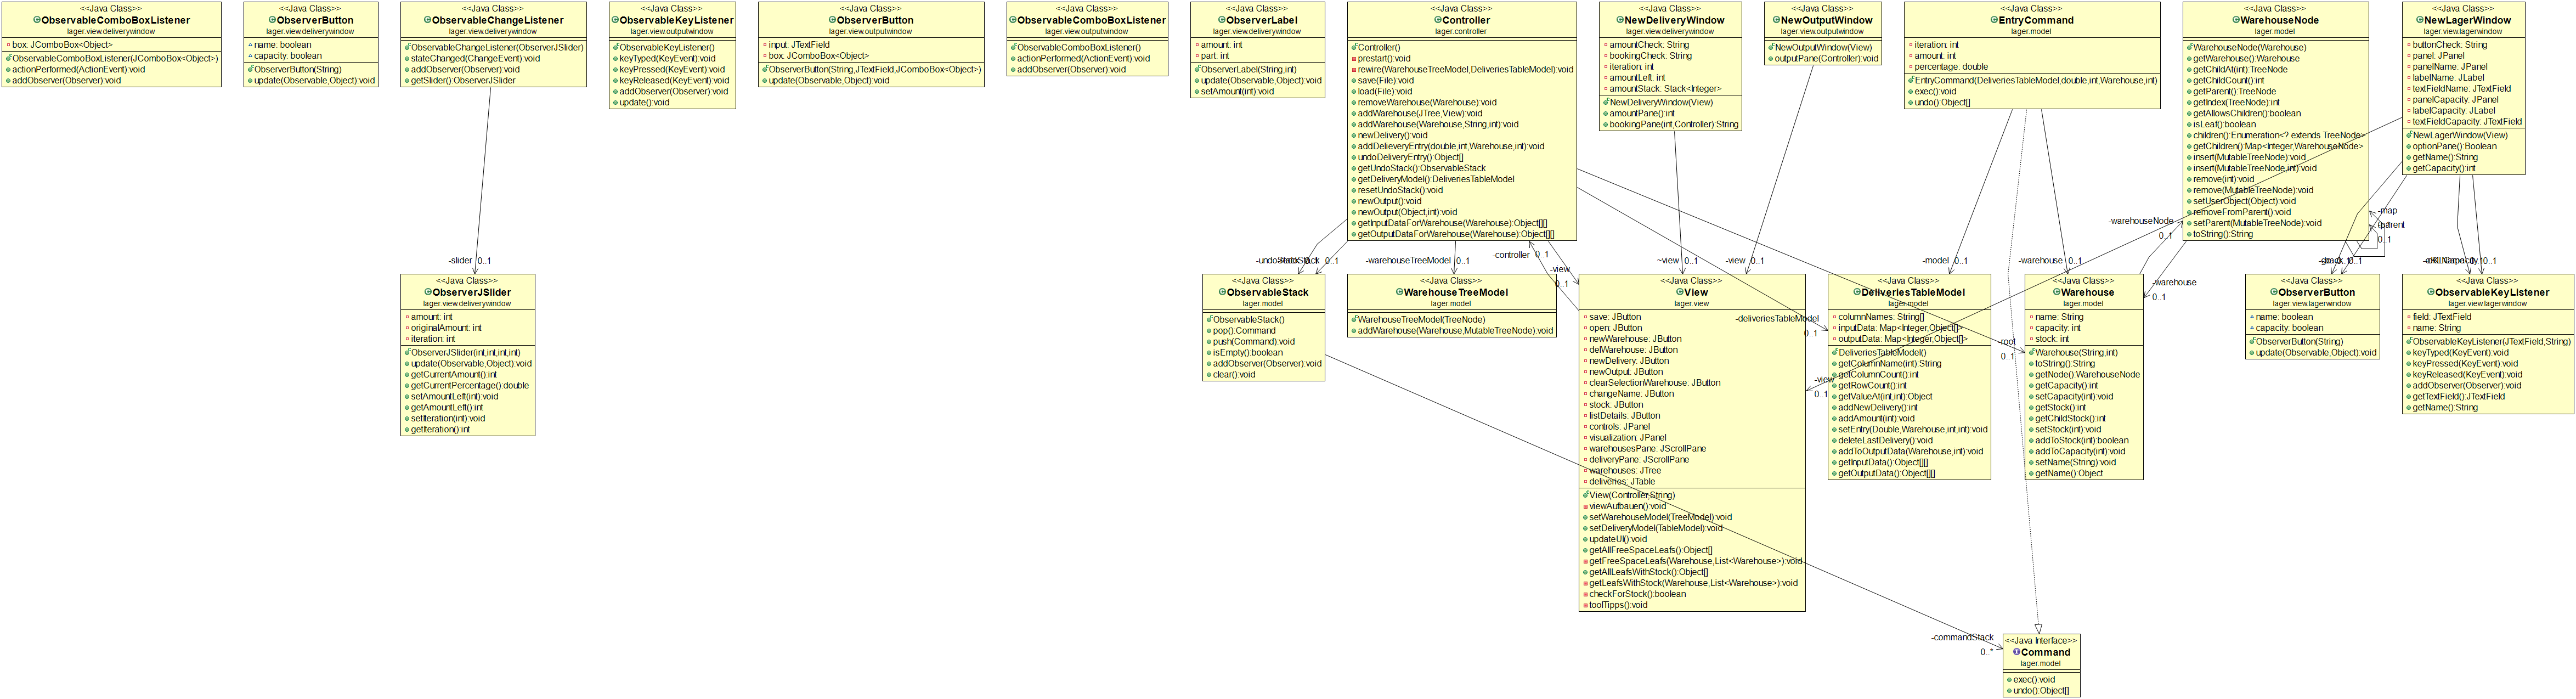 <<Java Class>>
ObservableComboBoxListener
lager.view.deliverywindow
box: JComboBox<Object>
ObservableComboBoxListener(JComboBox<Object>)
actionPerformed(ActionEvent):void
addObserver(Observer):void
<<Java Class>>
ObserverButton
lager.view.deliverywindow
name: boolean
capacity: boolean
ObserverButton(String)
update(Observable,Object):void
<<Java Class>>
ObservableChangeListener
lager.view.deliverywindow
ObservableChangeListener(ObserverJSlider)
stateChanged(ChangeEvent):void
addObserver(Observer):void
getSlider():ObserverJSlider
<<Java Class>>
ObservableKeyListener
lager.view.outputwindow
ObservableKeyListener()
keyTyped(KeyEvent):void
keyPressed(KeyEvent):void
keyReleased(KeyEvent):void
addObserver(Observer):void
update():void
<<Java Class>>
ObserverButton
lager.view.outputwindow
input: JTextField
box: JComboBox<Object>
ObserverButton(String,JTextField,JComboBox<Object>)
update(Observable,Object):void
<<Java Class>>
ObservableComboBoxListener
lager.view.outputwindow
ObservableComboBoxListener()
actionPerformed(ActionEvent):void
addObserver(Observer):void
<<Java Class>>
ObserverLabel
lager.view.deliverywindow
amount: int
part: int
ObserverLabel(String,int)
update(Observable,Object):void
setAmount(int):void
<<Java Class>>
Controller
lager.controller
Controller()
prestart():void
rewire(WarehouseTreeModel,DeliveriesTableModel):void
save(File):void
load(File):void
removeWarehouse(Warehouse):void
addWarehouse(JTree,View):void
addWarehouse(Warehouse,String,int):void
newDelivery():void
addDelieveryEntry(double,int,Warehouse,int):void
undoDeliveryEntry():Object[]
getUndoStack():ObservableStack
getDeliveryModel():DeliveriesTableModel
resetUndoStack():void
newOutput():void
newOutput(Object,int):void
getInputDataForWarehouse(Warehouse):Object[][]
getOutputDataForWarehouse(Warehouse):Object[][]
<<Java Class>>
NewDeliveryWindow
lager.view.deliverywindow
amountCheck: String
bookingCheck: String
iteration: int
amountLeft: int
amountStack: Stack<Integer>
NewDeliveryWindow(View)
amountPane():int
bookingPane(int,Controller):String
<<Java Class>>
NewOutputWindow
lager.view.outputwindow
NewOutputWindow(View)
outputPane(Controller):void
<<Java Class>>
EntryCommand
lager.model
iteration: int
amount: int
percentage: double
EntryCommand(DeliveriesTableModel,double,int,Warehouse,int)
exec():void
undo():Object[]
<<Java Class>>
WarehouseNode
lager.model
WarehouseNode(Warehouse)
getWarehouse():Warehouse
getChildAt(int):TreeNode
getChildCount():int
getParent():TreeNode
getIndex(TreeNode):int
getAllowsChildren():boolean
isLeaf():boolean
children():Enumeration<? extends TreeNode>
getChildren():Map<Integer,WarehouseNode>
insert(MutableTreeNode):void
insert(MutableTreeNode,int):void
remove(int):void
remove(MutableTreeNode):void
setUserObject(Object):void
removeFromParent():void
setParent(MutableTreeNode):void
toString():String
<<Java Class>>
NewLagerWindow
lager.view.lagerwindow
buttonCheck: String
panel: JPanel
panelName: JPanel
labelName: JLabel
textFieldName: JTextField
panelCapacity: JPanel
labelCapacity: JLabel
textFieldCapacity: JTextField
NewLagerWindow(View)
optionPane():Boolean
getName():String
getCapacity():int
-slider 0..1
0..1
-warehouseTreeModel 0..1
-controller 0..1
-view
0..1
~view 0..1
-view 0..1
-model 0..1
-warehouse 0..1
-warehouseNode
0..1
-warehouse
0..1
-map
0..1
-deliveriesTableModel
0..1
-root
0..1
-view
0..1
<<Java Class>>
ObserverJSlider
lager.view.deliverywindow
amount: int
originalAmount: int
iteration: int
ObserverJSlider(int,int,int,int)
update(Observable,Object):void
getCurrentAmount():int
getCurrentPercentage():double
setAmountLeft(int):void
getAmountLeft():int
setIteration(int):void
getIteration():int
<<Java Class>>
ObservableStack
lager.model
ObservableStack()
pop():Command
push(Command):void
isEmpty():boolean
addObserver(Observer):void
clear():void
<<Java Class>>
WarehouseTreeModel
lager.model
WarehouseTreeModel(TreeNode)
addWarehouse(Warehouse,MutableTreeNode):void
<<Java Class>>
View
lager.view
save: JButton
open: JButton
newWarehouse: JButton
delWarehouse: JButton
newDelivery: JButton
newOutput: JButton
clearSelectionWarehouse: JButton
changeName: JButton
stock: JButton
listDetails: JButton
controls: JPanel
visualization: JPanel
warehousesPane: JScrollPane
deliveryPane: JScrollPane
warehouses: JTree
deliveries: JTable
View(Controller,String)
viewAufbauen():void
setWarehouseModel(TreeModel):void
setDeliveryModel(TableModel):void
updateUI():void
getAllFreeSpaceLeafs():Object[]
getFreeSpaceLeafs(Warehouse,List<Warehouse>):void
getAllLeafsWithStock():Object[]
getLeafsWithStock(Warehouse,List<Warehouse>):void
checkForStock():boolean
toolTipps():void
<<Java Class>>
DeliveriesTableModel
lager.model
columnNames: String[]
inputData: Map<Integer,Object[]>
outputData: Map<Integer,Object[]>
DeliveriesTableModel()
getColumnName(int):String
getColumnCount():int
getRowCount():int
getValueAt(int,int):Object
addNewDelivery():int
addAmount(int):void
setEntry(Double,Warehouse,int,int):void
deleteLastDelivery():void
addToOutputData(Warehouse,int):void
getInputData():Object[][]
getOutputData():Object[][]
<<Java Class>>
Warehouse
lager.model
name: String
capacity: int
stock: int
Warehouse(String,int)
toString():String
getNode():WarehouseNode
getCapacity():int
setCapacity(int):void
getStock():int
getChildStock():int
setStock(int):void
addToStock(int):boolean
addToCapacity(int):void
setName(String):void
getName():Object
<<Java Class>>
ObserverButton
lager.view.lagerwindow
name: boolean
capacity: boolean
ObserverButton(String)
update(Observable,Object):void
<<Java Class>>
ObservableKeyListener
lager.view.lagerwindow
field: JTextField
name: String
ObservableKeyListener(JTextField,String)
keyTyped(KeyEvent):void
keyPressed(KeyEvent):void
keyReleased(KeyEvent):void
addObserver(Observer):void
getTextField():JTextField
getName():String
-commandStack
0..*
<<Java Interface>>
Command
lager.model
exec():void
undo():Object[]